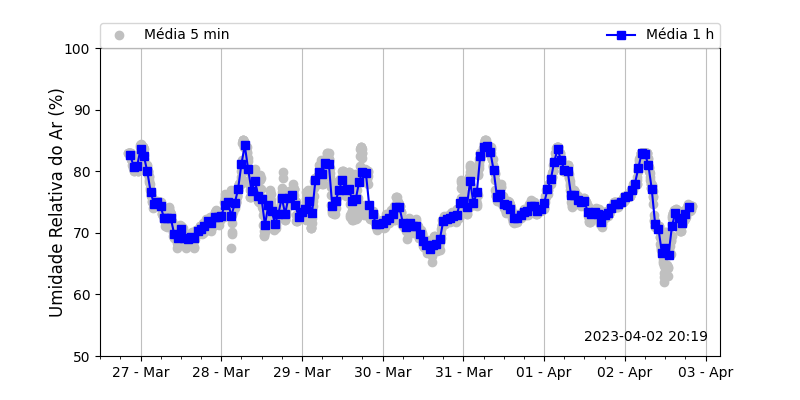 Média 5 min
Média 1 h
Umidade Relativa do Ar (%)
100
90
80
70
60
50
2023-04-02 20:19
27 - Mar
28 - Mar
29 - Mar
30 - Mar
31 - Mar
01 - Apr
02 - Apr
03 - Apr